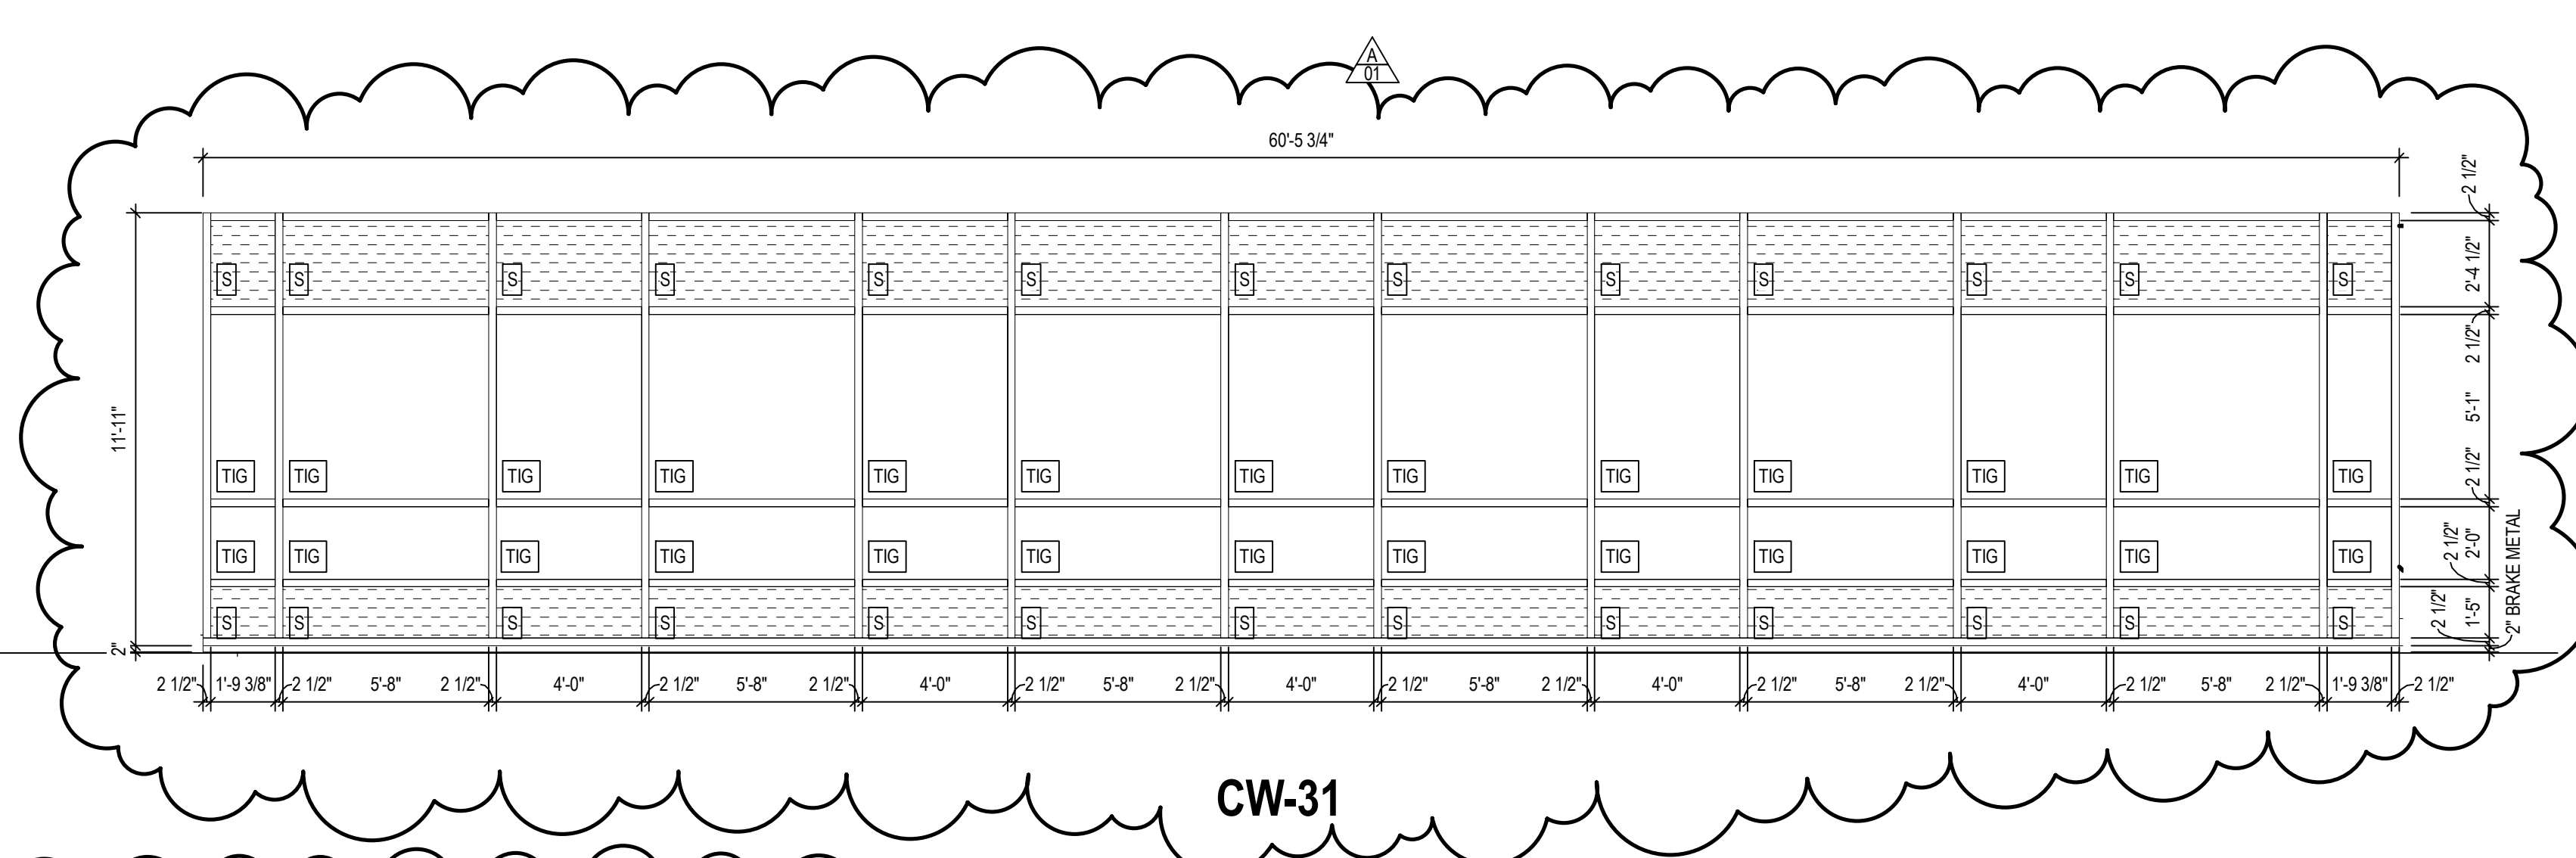 A
01
60'-5 3/4"
2 1/2"
S S S S S S S S S S S S S
2'-4 1/2"
2 1/2"
11'-11"
5'-1"
TIG TIG TIG TIG TIG TIG TIG TIG TIG TIG TIG TIG TIG
2 1/2"
TIG TIG TIG TIG TIG TIG TIG TIG TIG TIG TIG TIG TIG
2'-0"
2 1/2"
S S S S S S S S S S S S S
1'-5"
2 1/2"
2" BRAKE METAL
2"
2 1/2" 1'-9 3/8" 2 1/2" 5'-8" 2 1/2" 4'-0" 2 1/2" 5'-8" 2 1/2" 4'-0" 2 1/2" 5'-8" 2 1/2" 4'-0" 2 1/2" 5'-8" 2 1/2" 4'-0" 2 1/2" 5'-8" 2 1/2" 4'-0" 2 1/2" 5'-8" 2 1/2" 1'-9 3/8" 2 1/2"
CW-31